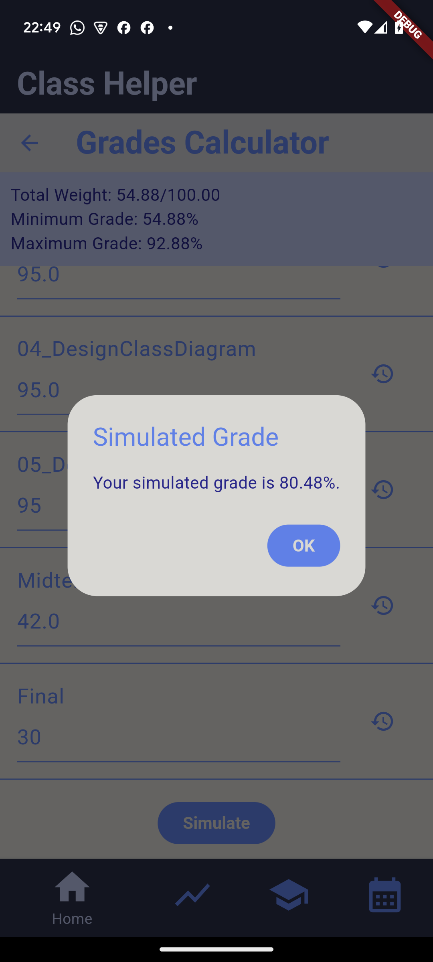 22:49
DEBUG
Class Helper
Grades Calculator
Total Weight: 54.88/100.00
Minimum Grade: 54.88%
Maximum Grade: 92.88%
95.0
04_DesignClassDiagram
95.0
Simulated Grade
Your simulated grade is 80.48%.
OK
05_D
95
Midte
42.0
Final
30
Simulate
Home